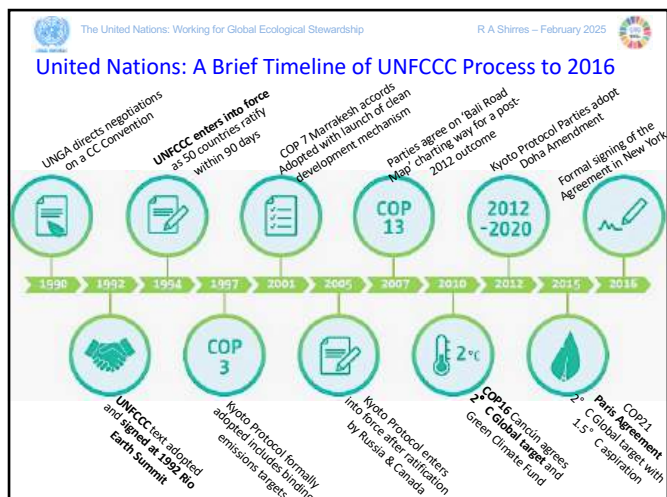 The United Nations: Working for Global Ecological Stewardship
R A Shirres – February 2025
United Nations: A Brief Timeline of UNFCCC Process to 2016
UNGA directs negotiations
on a CC Convention
UNFCCC enters into force
as 50 countries ratify
within 90 days
COP 7 Marrakesh accords
Adopted with launch of clean
development mechanism
Parties agree on 'Bali Road
Map' charting way for a post-
2012 outcome
Kyoto Protocol Parties adopt
Doha Amendment
Formal signing of the
Agreement in New York
COP
13
2012
-2020
1990
1992
1994
1997
2001
2005
2007
2010
2012
2015
2016
COP
3
2°C
UNFCCC text adopted
and signed at 1992 Rio
Earth Summit
Kyoto Protocol formally
adopted includes binding
emissions targets
Kyoto Protocol enters
into force after ratification
by Russia & Canada
COP16 Cancún agrees
2° C Global target and
Green Climate Fund
COP21
Paris Agreement
2° C Global target with
1.5° C aspiration